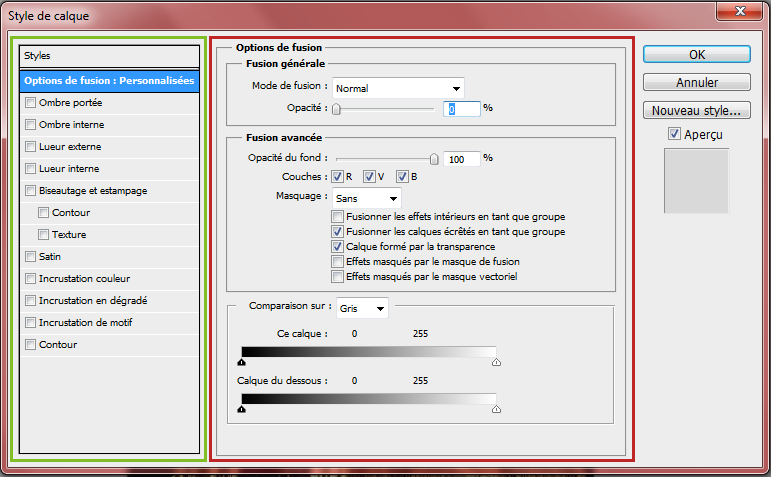 Style de calque
Styles
Options de fusion : Personnalisées
Ombre portée
Ombre interne
Lueur externe
Lueur interne
Biseautage et estampage
Contour
Texture
Satin
Incrustation couleur
Incrustation en dégradé
Incrustation de motif
Contour
Options de fusion
Fusion générale
Mode de fusion : Normal
Opacité : 0 %
Fusion avancée
Opacité du fond : 100 %
Couches : R V B
Masquage : Sans
Fusionner les effets intérieurs en tant que groupe
Fusionner les calques écrêtés en tant que groupe
Calque formé par la transparence
Effets masqués par le masque de fusion
Effets masqués par le masque vectoriel
Comparaison sur : Gris
Ce calque : 0 255
Calque du dessous : 0 255
OK
Annuler
Nouveau style...
Aperçu